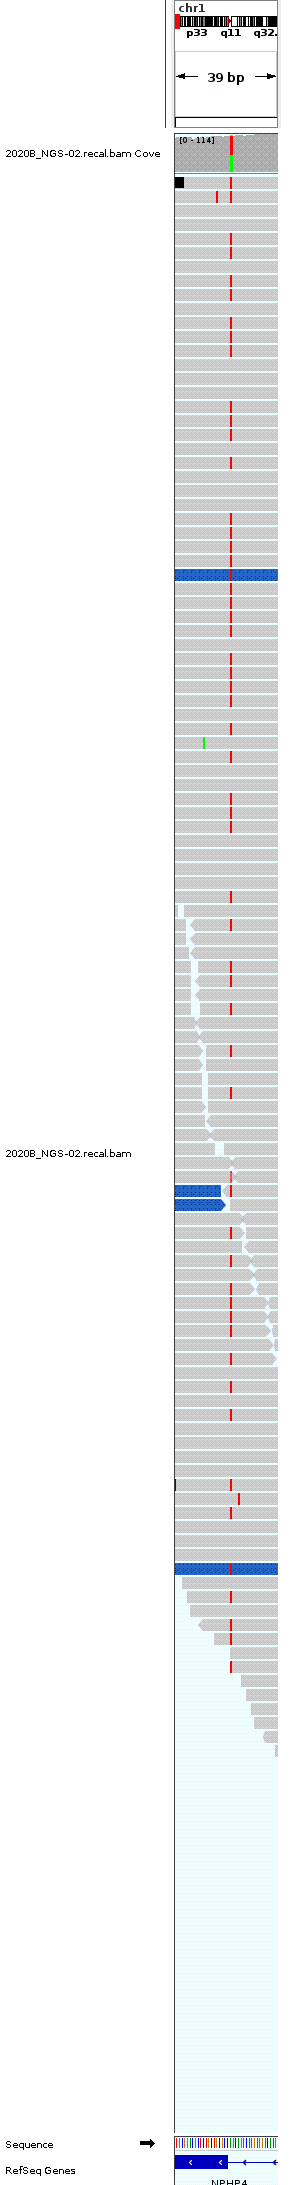 chr1
p33 q11 q32.
39 bp
[0 - 114]
2020B_NGS-02.recal.bam Cove
2020B_NGS-02.recal.bam
Sequence
RefSeq Genes
NPHP4